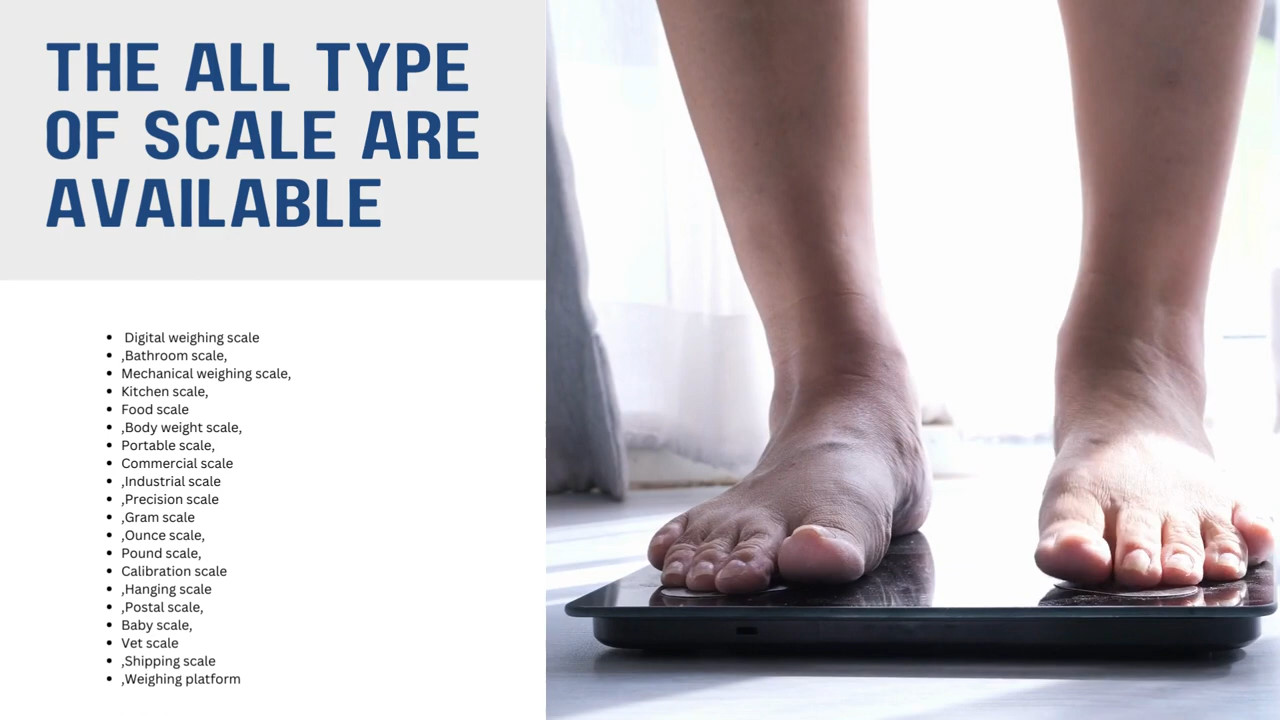 THE ALL TYPE
OF SCALE ARE
AVAILABLE
• Digital weighing scale
• ,Bathroom scale,
• Mechanical weighing scale,
• Kitchen scale,
• Food scale
• ,Body weight scale,
• Portable scale,
• Commercial scale
• ,Industrial scale
• ,Precision scale
• ,Gram scale
• ,Ounce scale,
• Pound scale,
• Calibration scale
• ,Hanging scale
• ,Postal scale,
• Baby scale,
• Vet scale
• ,Shipping scale
• ,Weighing platform